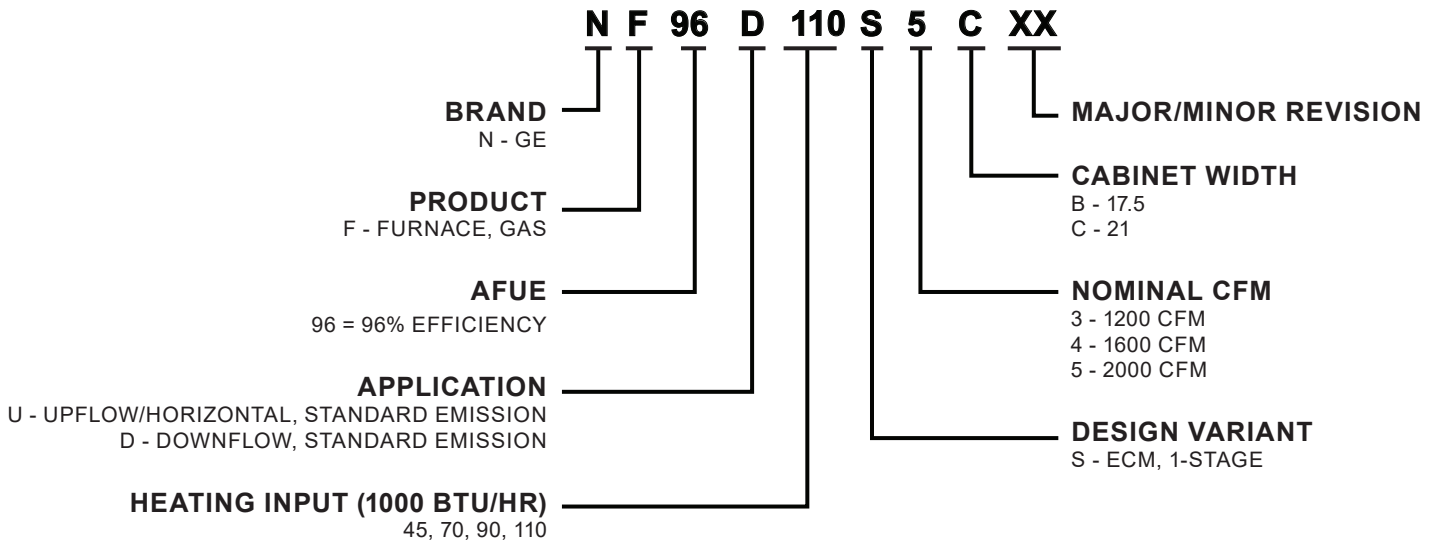 N F 96 D 110 S 5 C XX
BRAND
N - GE
PRODUCT
F - FURNACE, GAS
AFUE
96 = 96% EFFICIENCY
APPLICATION
U - UPFLOW/HORIZONTAL, STANDARD EMISSION
D - DOWNFLOW, STANDARD EMISSION
HEATING INPUT (1000 BTU/HR)
45, 70, 90, 110
MAJOR/MINOR REVISION
CABINET WIDTH
B - 17.5
C - 21
NOMINAL CFM
3 - 1200 CFM
4 - 1600 CFM
5 - 2000 CFM
DESIGN VARIANT
S - ECM, 1-STAGE